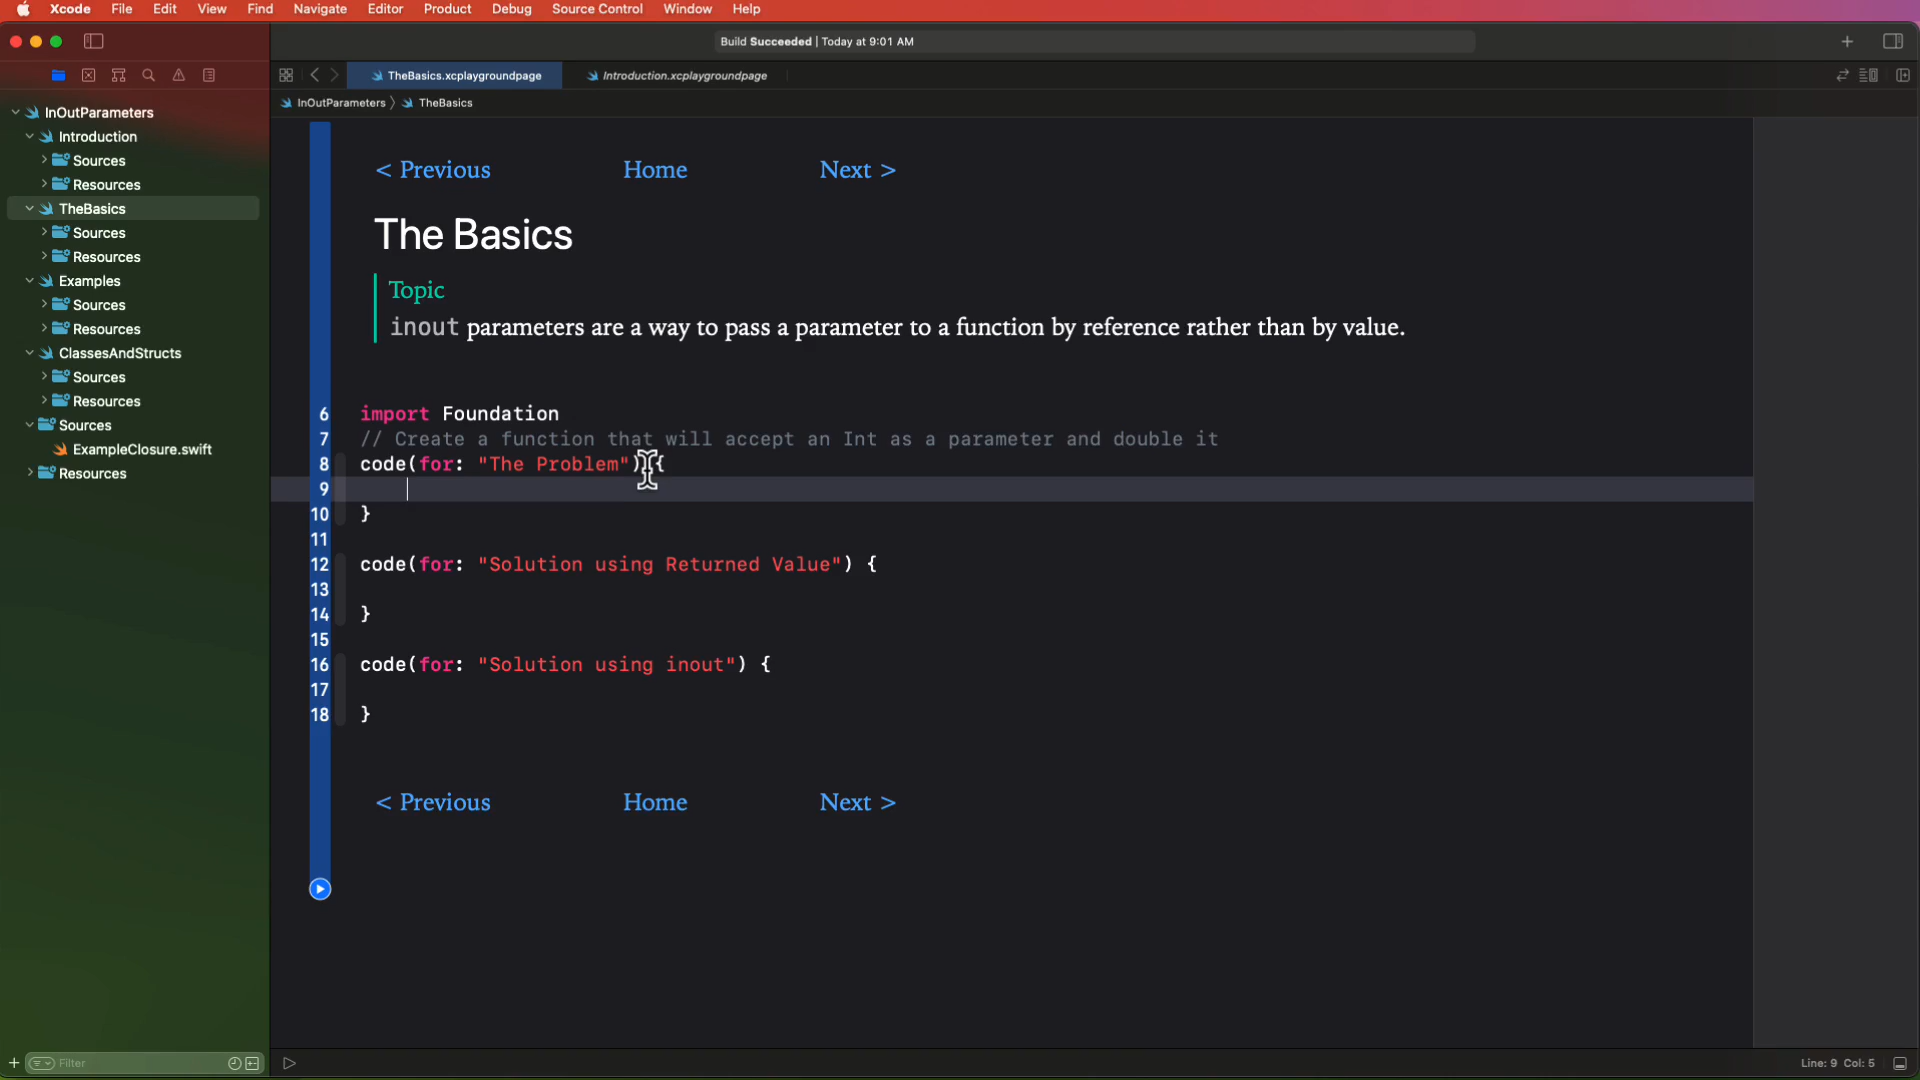 Xcode File Edit View Find Navigate Editor Product Debug Source Control Window Help
Build Succeeded | Today at 9:01 AM
TheBasics.xcplaygroundpage
Introduction.xcplaygroundpage
InOutParameters
TheBasics
InOutParameters
Introduction
Sources
Resources
TheBasics
Sources
Resources
Examples
Sources
Resources
ClassesAndStructs
Sources
Resources
Sources
ExampleClosure.swift
Resources
< Previous Home Next >
The Basics
Topic
inout parameters are a way to pass a parameter to a function by reference rather than by value.
6 import Foundation
7 // Create a function that will accept an Int as a parameter and double it
8 code(for: "The Problem") {
9
10 }
11
12 code(for: "Solution using Returned Value") {
13
14 }
15
16 code(for: "Solution using inout") {
17
18 }
< Previous Home Next >
Filter
Line: 9 Col: 5